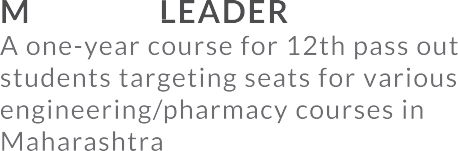 M LEADER
A one-year course for 12th pass out
students targeting seats for various
engineering/pharmacy courses in
Maharashtra